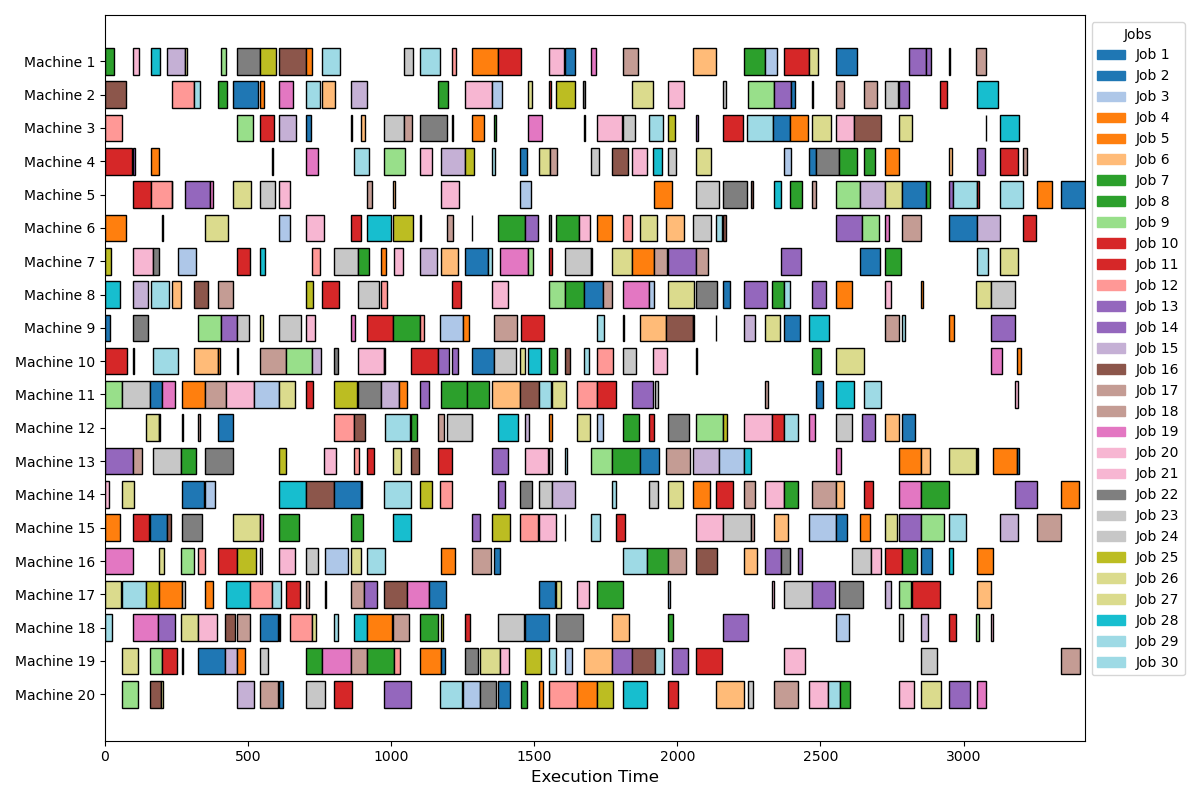 Machine 1
Machine 2
Machine 3
Machine 4
Machine 5
Machine 6
Machine 7
Machine 8
Machine 9
Machine 10
Machine 11
Machine 12
Machine 13
Machine 14
Machine 15
Machine 16
Machine 17
Machine 18
Machine 19
Machine 20
0 500 1000 1500 2000 2500 3000
Execution Time
Jobs
Job 1
Job 2
Job 3
Job 4
Job 5
Job 6
Job 7
Job 8
Job 9
Job 10
Job 11
Job 12
Job 13
Job 14
Job 15
Job 16
Job 17
Job 18
Job 19
Job 20
Job 21
Job 22
Job 23
Job 24
Job 25
Job 26
Job 27
Job 28
Job 29
Job 30